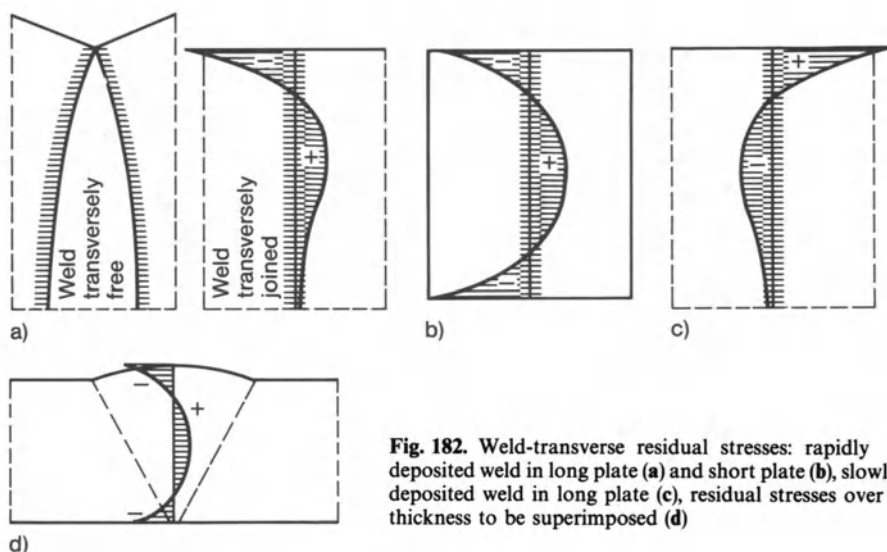 Weld
transversely
free
−
+
Weld
transversely
joined
a)
−
+
−
b)
+
−
c)
−
+
−
d)
Fig. 182. Weld-transverse residual stresses: rapidly
deposited weld in long plate (a) and short plate (b), slowl
deposited weld in long plate (c), residual stresses over
thickness to be superimposed (d)